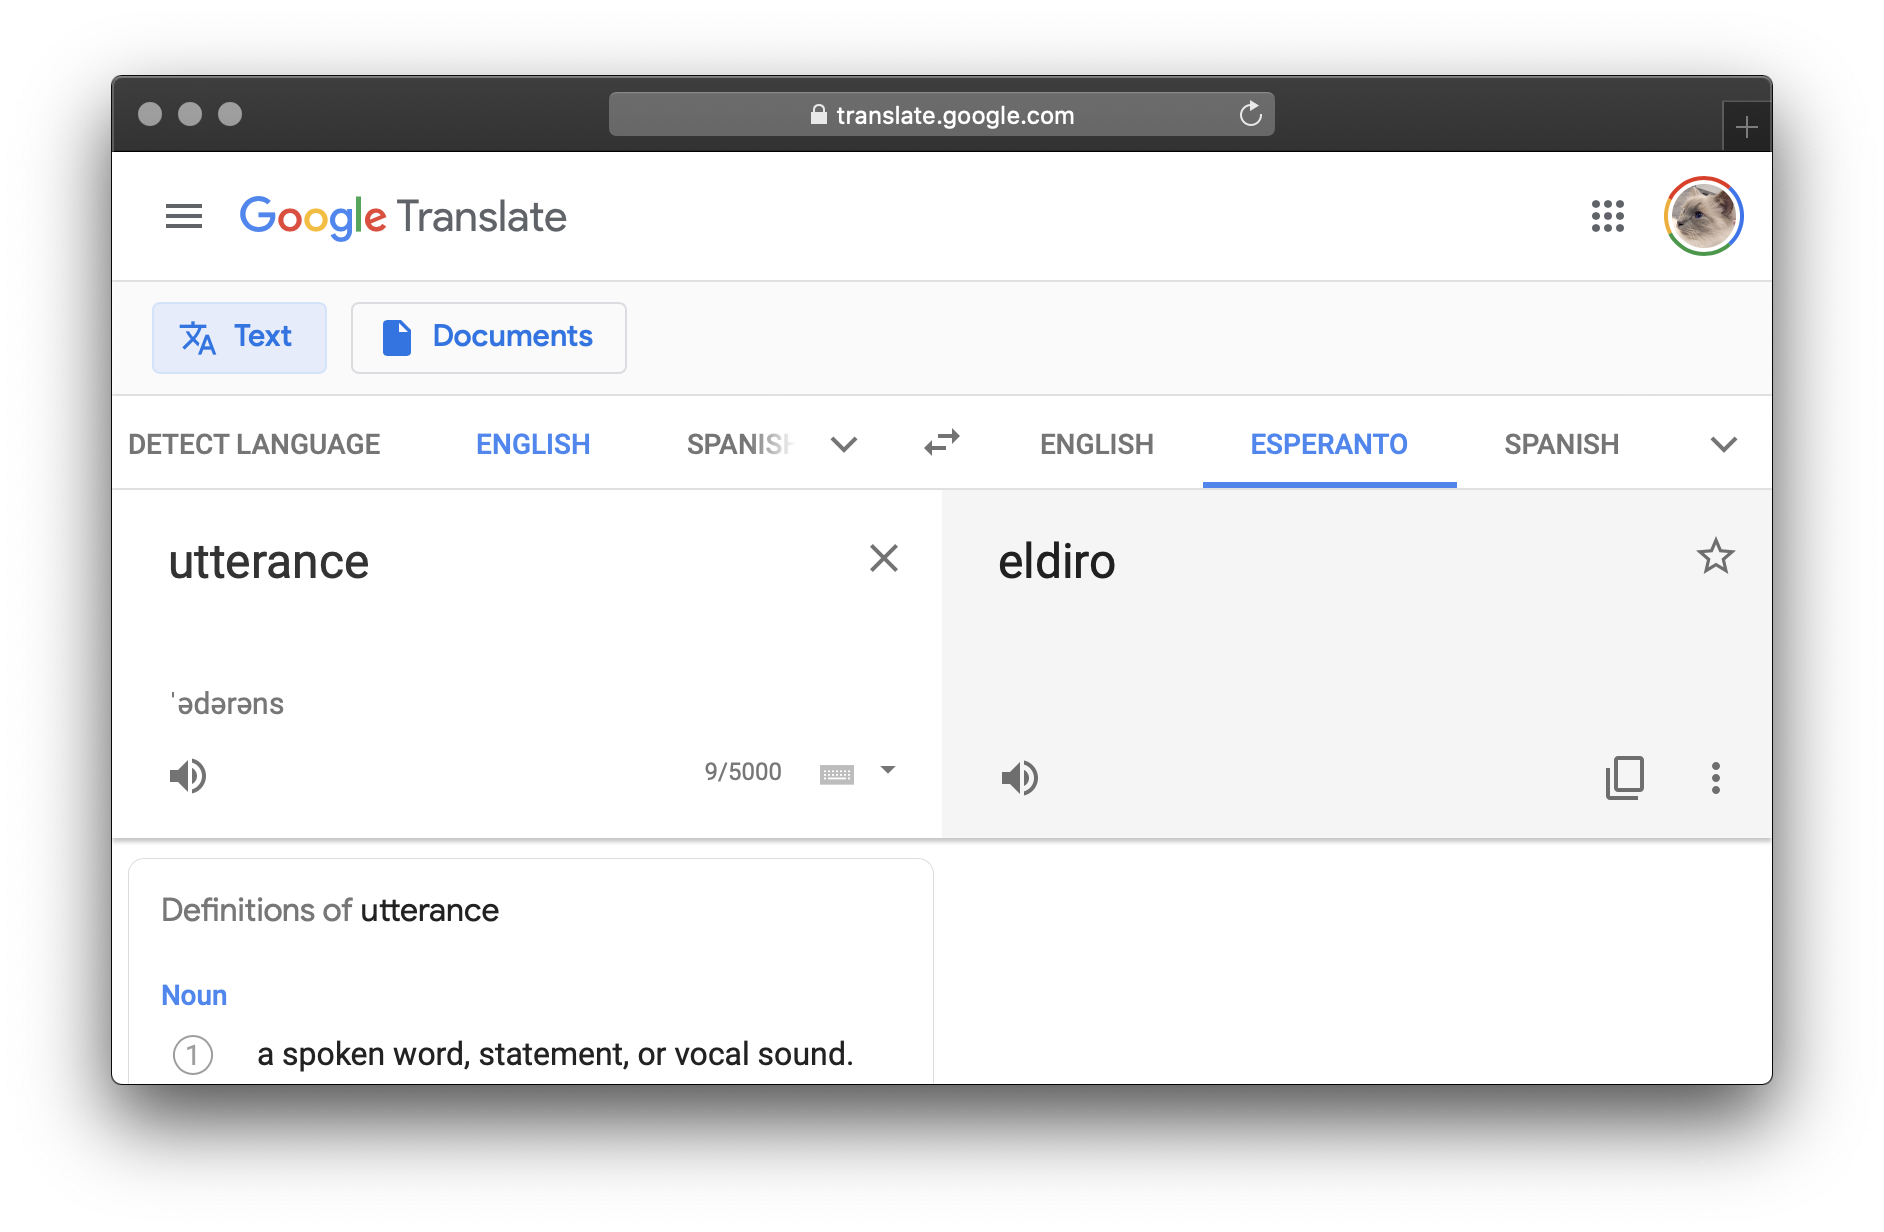 translate.google.com
Google Translate
Text
Documents
DETECT LANGUAGE ENGLISH SPANISH ENGLISH ESPERANTO SPANISH
utterance
eldiro
ˈədərəns
9/5000
Definitions of utterance
Noun
1 a spoken word, statement, or vocal sound.